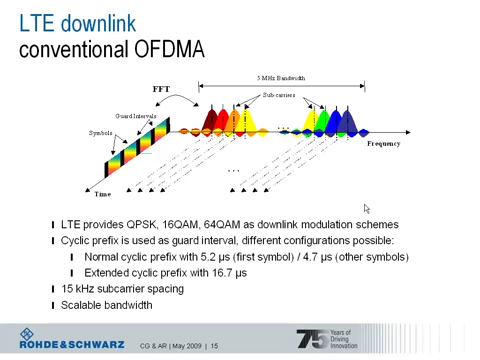 LTE downlink
conventional OFDMA
5 MHz Bandwidth
FFT
Sub-carriers
Guard Intervals
Symbols
Frequency
Time
LTE provides QPSK, 16QAM, 64QAM as downlink modulation schemes
Cyclic prefix is used as guard interval, different configurations possible:
Normal cyclic prefix with 5.2 µs (first symbol) / 4.7 µs (other symbols)
Extended cyclic prefix with 16.7 µs
15 kHz subcarrier spacing
Scalable bandwidth
ROHDE & SCHWARZ
CG & AR | May 2009 | 15
75 Years of
Driving
Innovation